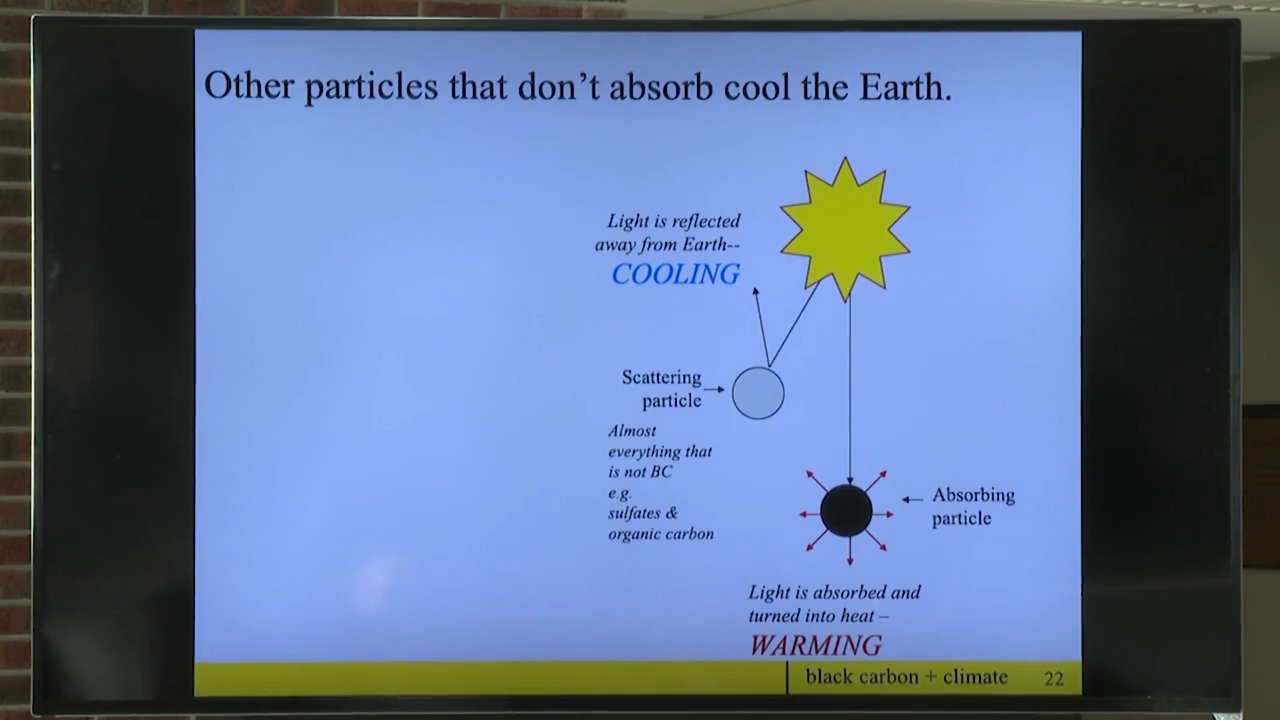 Other particles that don't absorb cool the Earth.
Light is reflected
away from Earth--
COOLING
Scattering
particle
Almost
everything that
is not BC
e.g.
sulfates &
organic carbon
Absorbing
particle
Light is absorbed and
turned into heat –
WARMING
black carbon + climate
22